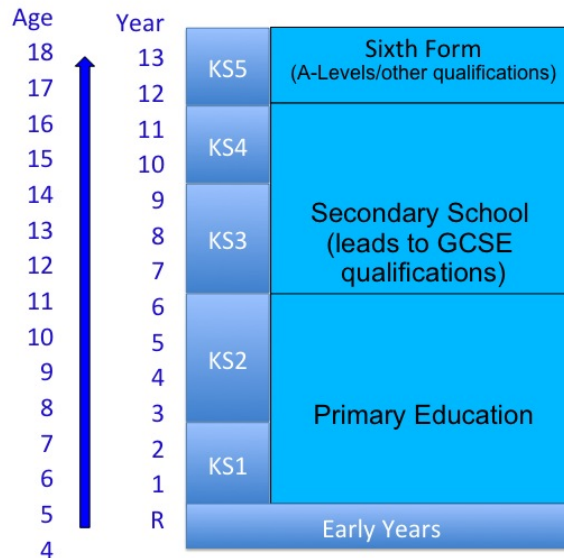 Age
18
17
16
15
14
13
12
11
10
9
8
7
6
5
4
Year
13
12
11
10
9
8
7
6
5
4
3
2
1
R
KS5
KS4
KS3
KS2
KS1
Sixth Form
(A-Levels/other qualifications)
Secondary School
(leads to GCSE
qualifications)
Primary Education
Early Years